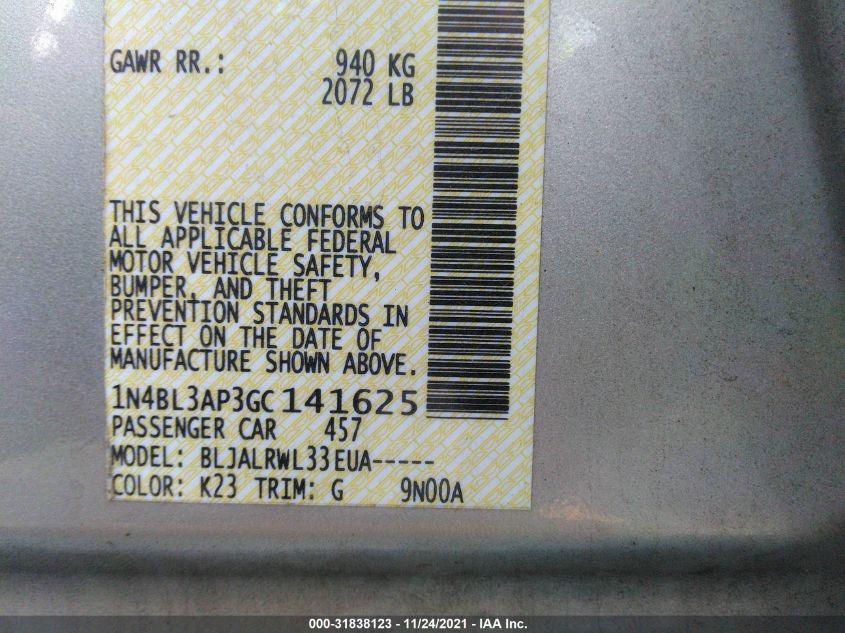 GAWR RR.: 940 KG
2072 LB
THIS VEHICLE CONFORMS TO
ALL APPLICABLE FEDERAL
MOTOR VEHICLE SAFETY,
BUMPER, AND THEFT
PREVENTION STANDARDS IN
EFFECT ON THE DATE OF
MANUFACTURE SHOWN ABOVE.
1N4BL3AP3GC141625
PASSENGER CAR 457
MODEL: BLJALRWL33EUA-----
COLOR: K23 TRIM: G 9N00A
000-31838123 - 11/24/2021 - IAA Inc.